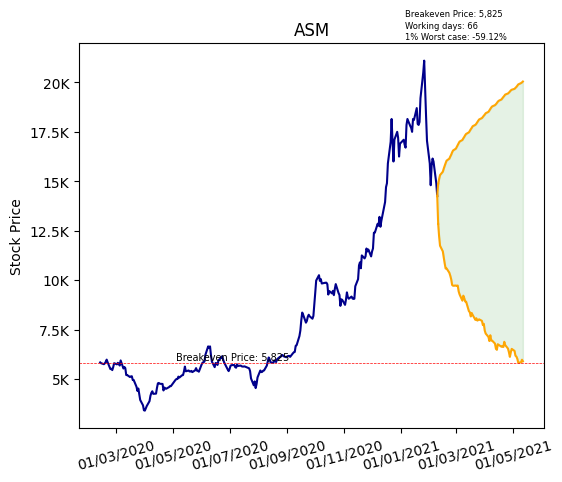 Breakeven Price: 5,825
Working days: 66
1% Worst case: -59.12%
ASM
Stock Price
20K
17.5K
15K
12.5K
10K
7.5K
5K
Breakeven Price: 5,825
01/03/2020
01/05/2020
01/07/2020
01/09/2020
01/11/2020
01/01/2021
01/03/2021
01/05/2021